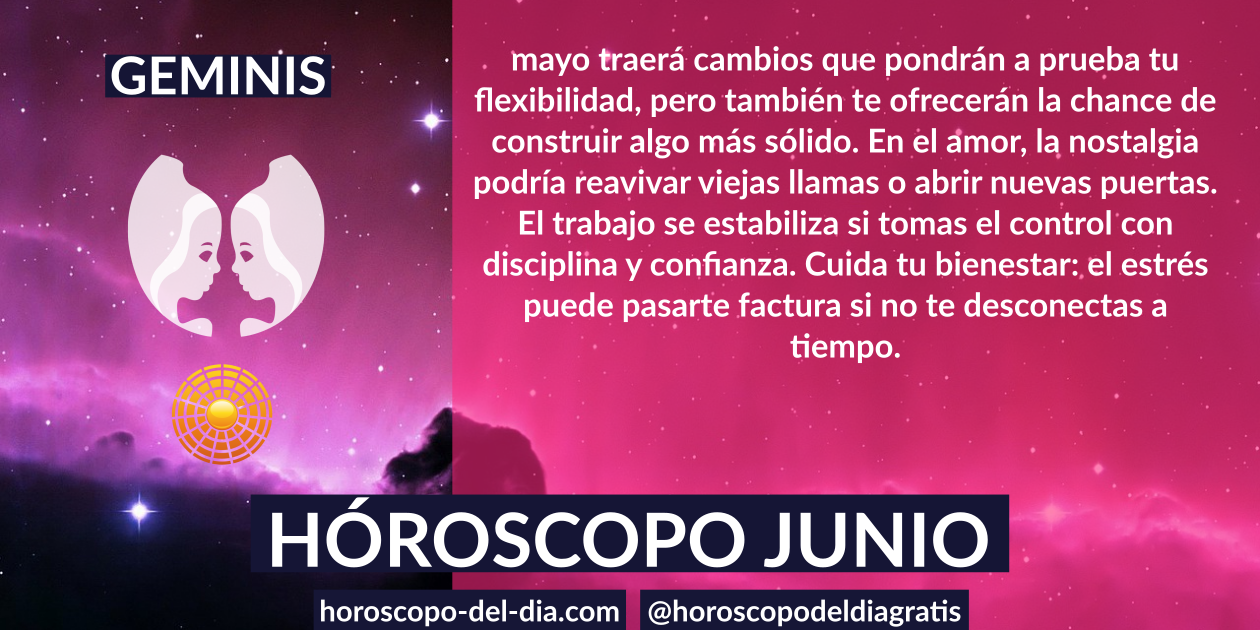 GEMINIS
mayo traerá cambios que pondrán a prueba tu
flexibilidad, pero también te ofrecerán la chance de
construir algo más sólido. En el amor, la nostalgia
podría reavivar viejas llamas o abrir nuevas puertas.
El trabajo se estabiliza si tomas el control con
disciplina y confianza. Cuida tu bienestar: el estrés
puede pasarte factura si no te desconectas a
tiempo.
HÓROSCOPO JUNIO
horoscopo-del-dia.com
@horoscopodeldiagratis